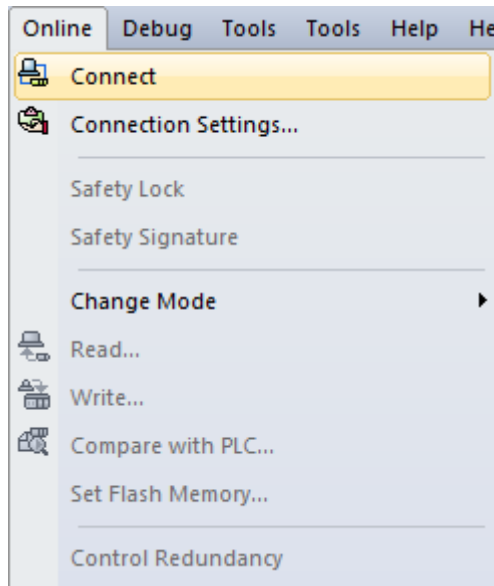 Online Debug Tools Tools Help He
Connect
Connection Settings...
Safety Lock
Safety Signature
Change Mode
Read...
Write...
Compare with PLC...
Set Flash Memory...
Control Redundancy